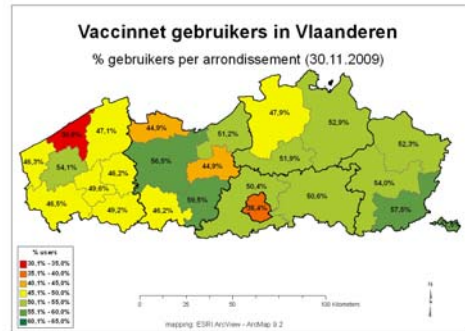 Vaccinnet gebruikers in Vlaanderen
% gebruikers per arrondissement (30.11.2009)
47,9%
52,9%
47,1%
44,9%
51,2%
52,3%
46,3%
54,1%
56,5%
44,9%
51,9%
46,2%
49,6%
50,4%
50,6%
54,0%
46,5%
49,2%
46,2%
59,5%
57,5%
% users
30,1% - 35,0%
35,1% - 40,0%
40,1% - 45,0%
45,1% - 50,0%
50,1% - 55,0%
55,1% - 60,0%
60,1% - 65,0%
0 50 100 Kilometers
mapping: ESRI ArcView - ArcMap 9.2
N